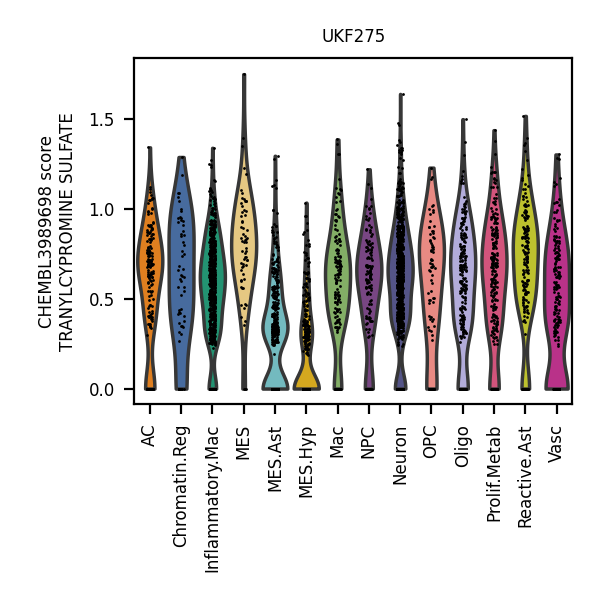 UKF275
CHEMBL3989698 score
TRANYLCYPROMINE SULFATE
1.5
1.0
0.5
0.0
AC
Chromatin.Reg
Inflammatory.Mac
MES
MES.Ast
MES.Hyp
Mac
NPC
Neuron
OPC
Oligo
Prolif.Metab
Reactive.Ast
Vasc